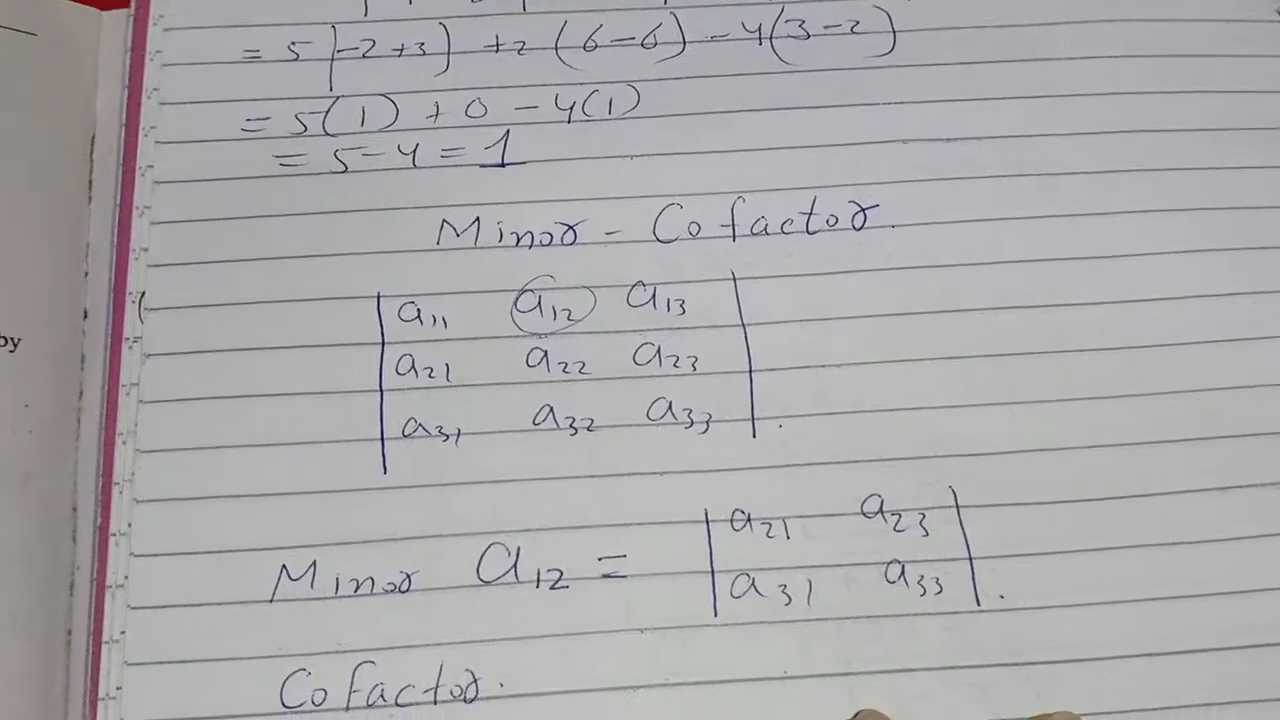 = 5(-2+3) +2(6-6) -4(3-2)
= 5(1) + 0 - 4(1)
= 5-4 = 1
Minor - Cofactor.
a11 a12 a13
a21 a22 a23
by
a31 a32 a33
Minor a12 = | a21 a23 |
| a31 a33 | .
Cofactor.